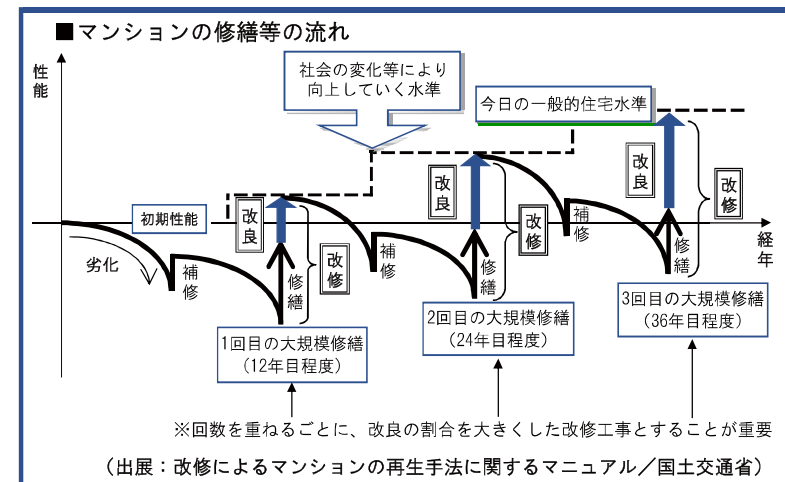 ■マンションの修繕等の流れ
性能
社会の変化等により
向上していく水準
今日の一般的住宅水準
初期性能
劣化
補修
改良
修繕
改修
補修
改良
修繕
改修
補修
改良
修繕
改修
経年
1回目の大規模修繕
(12年目程度)
2回目の大規模修繕
(24年目程度)
3回目の大規模修繕
(36年目程度)
※回数を重ねるごとに、改良の割合を大きくした改修工事とすることが重要
(出展:改修によるマンションの再生手法に関するマニュアル/国土交通省)